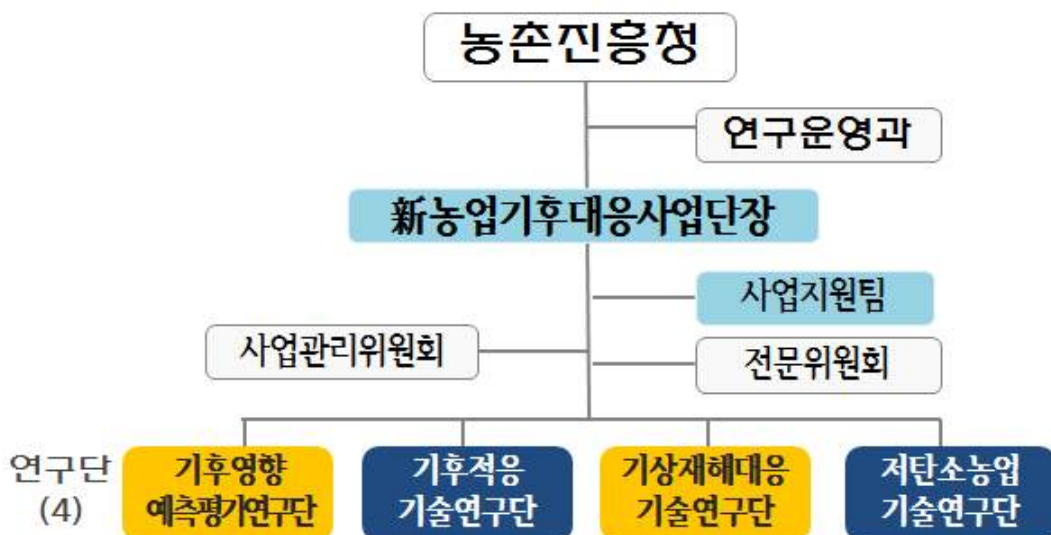 농촌진흥청
연구운영과
新농업기후대응사업단장
사업지원팀
사업관리위원회
전문위원회
연구단
(4)
기후영향
예측평가연구단
기후적응
기술연구단
기상재해대응
기술연구단
저탄소농업
기술연구단